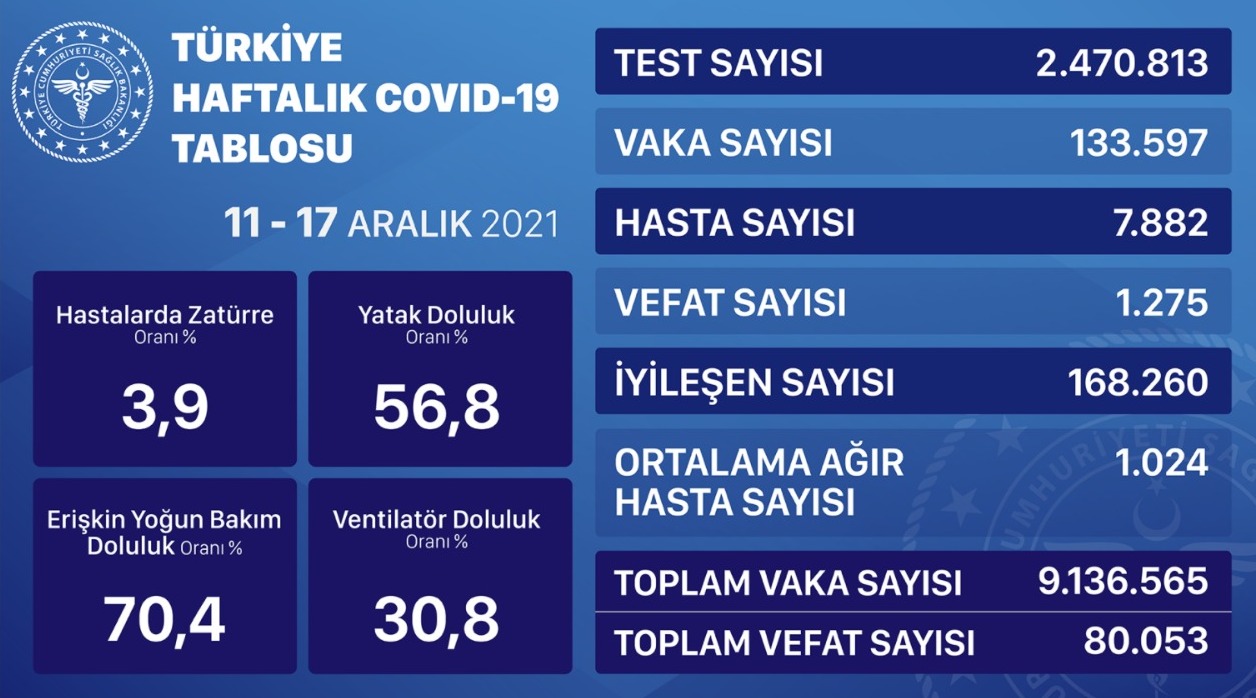 TÜRKİYE CUMHURİYETİ SAĞLIK BAKANLIĞI
TÜRKİYE
HAFTALIK COVID-19
TABLOSU
11 - 17 ARALIK 2021
Hastalarda Zatürre
Oranı %
3,9
Yatak Doluluk
Oranı %
56,8
Erişkin Yoğun Bakım
Doluluk Oranı %
70,4
Ventilatör Doluluk
Oranı %
30,8
TEST SAYISI 2.470.813
VAKA SAYISI 133.597
HASTA SAYISI 7.882
VEFAT SAYISI 1.275
İYİLEŞEN SAYISI 168.260
ORTALAMA AĞIR 1.024
HASTA SAYISI
TOPLAM VAKA SAYISI 9.136.565
TOPLAM VEFAT SAYISI 80.053